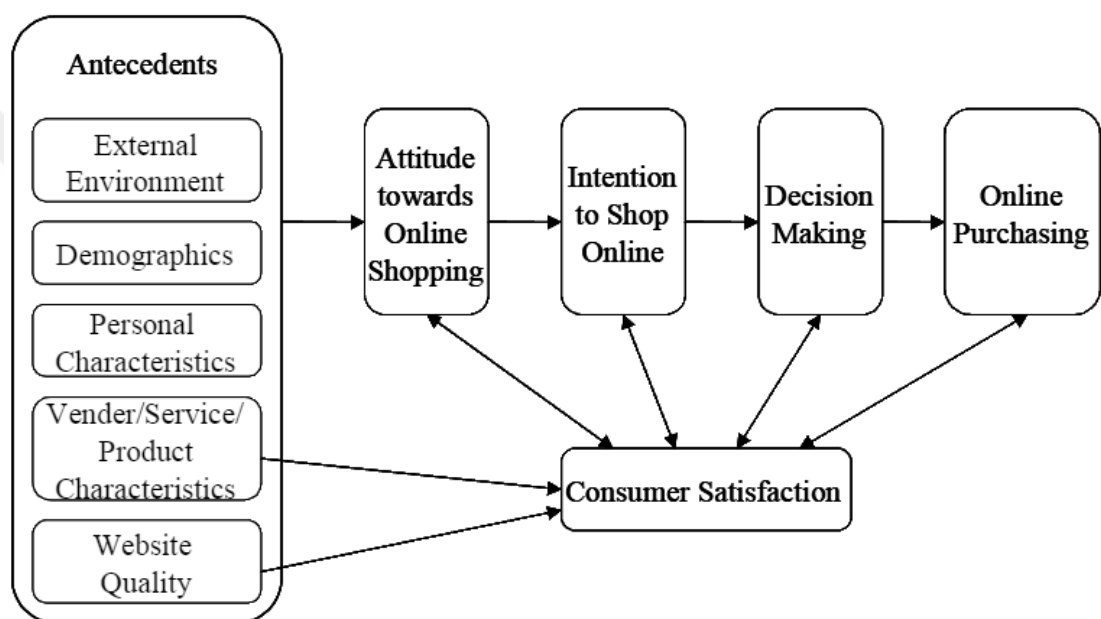 Antecedents
External
Environment
Demographics
Personal
Characteristics
Vender/Service/
Product
Characteristics
Website
Quality
Attitude
towards
Online
Shopping
Intention
to Shop
Online
Decision
Making
Online
Purchasing
Consumer Satisfaction